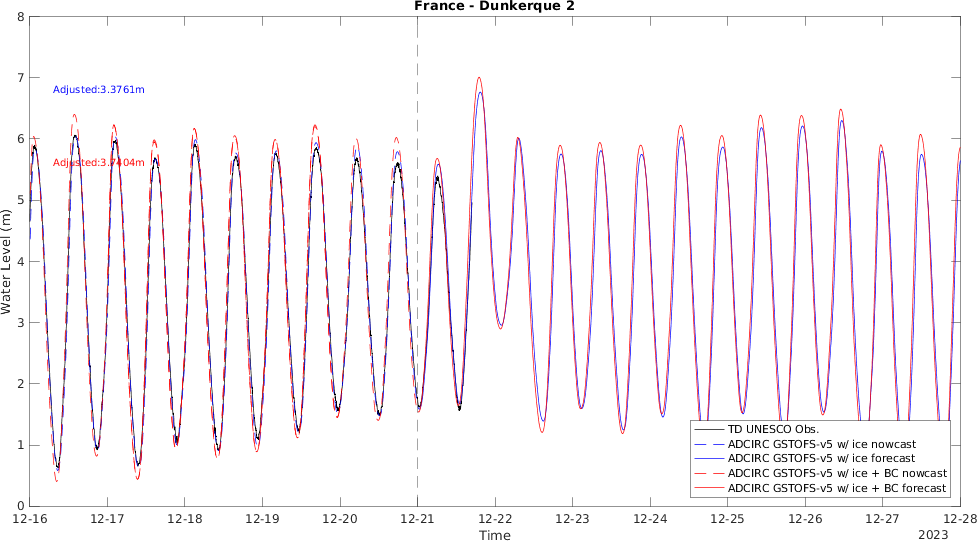 France - Dunkerque 2
8
7
6
5
4
3
2
1
0
Water Level (m)
Adjusted:3.3761m
Adjusted:3.7404m
TD UNESCO Obs.
ADCIRC GSTOFS-v5 w/ ice nowcast
ADCIRC GSTOFS-v5 w/ ice forecast
ADCIRC GSTOFS-v5 w/ ice + BC nowcast
ADCIRC GSTOFS-v5 w/ ice + BC forecast
12-16 12-17 12-18 12-19 12-20 12-21 12-22 12-23 12-24 12-25 12-26 12-27 12-28
Time
2023